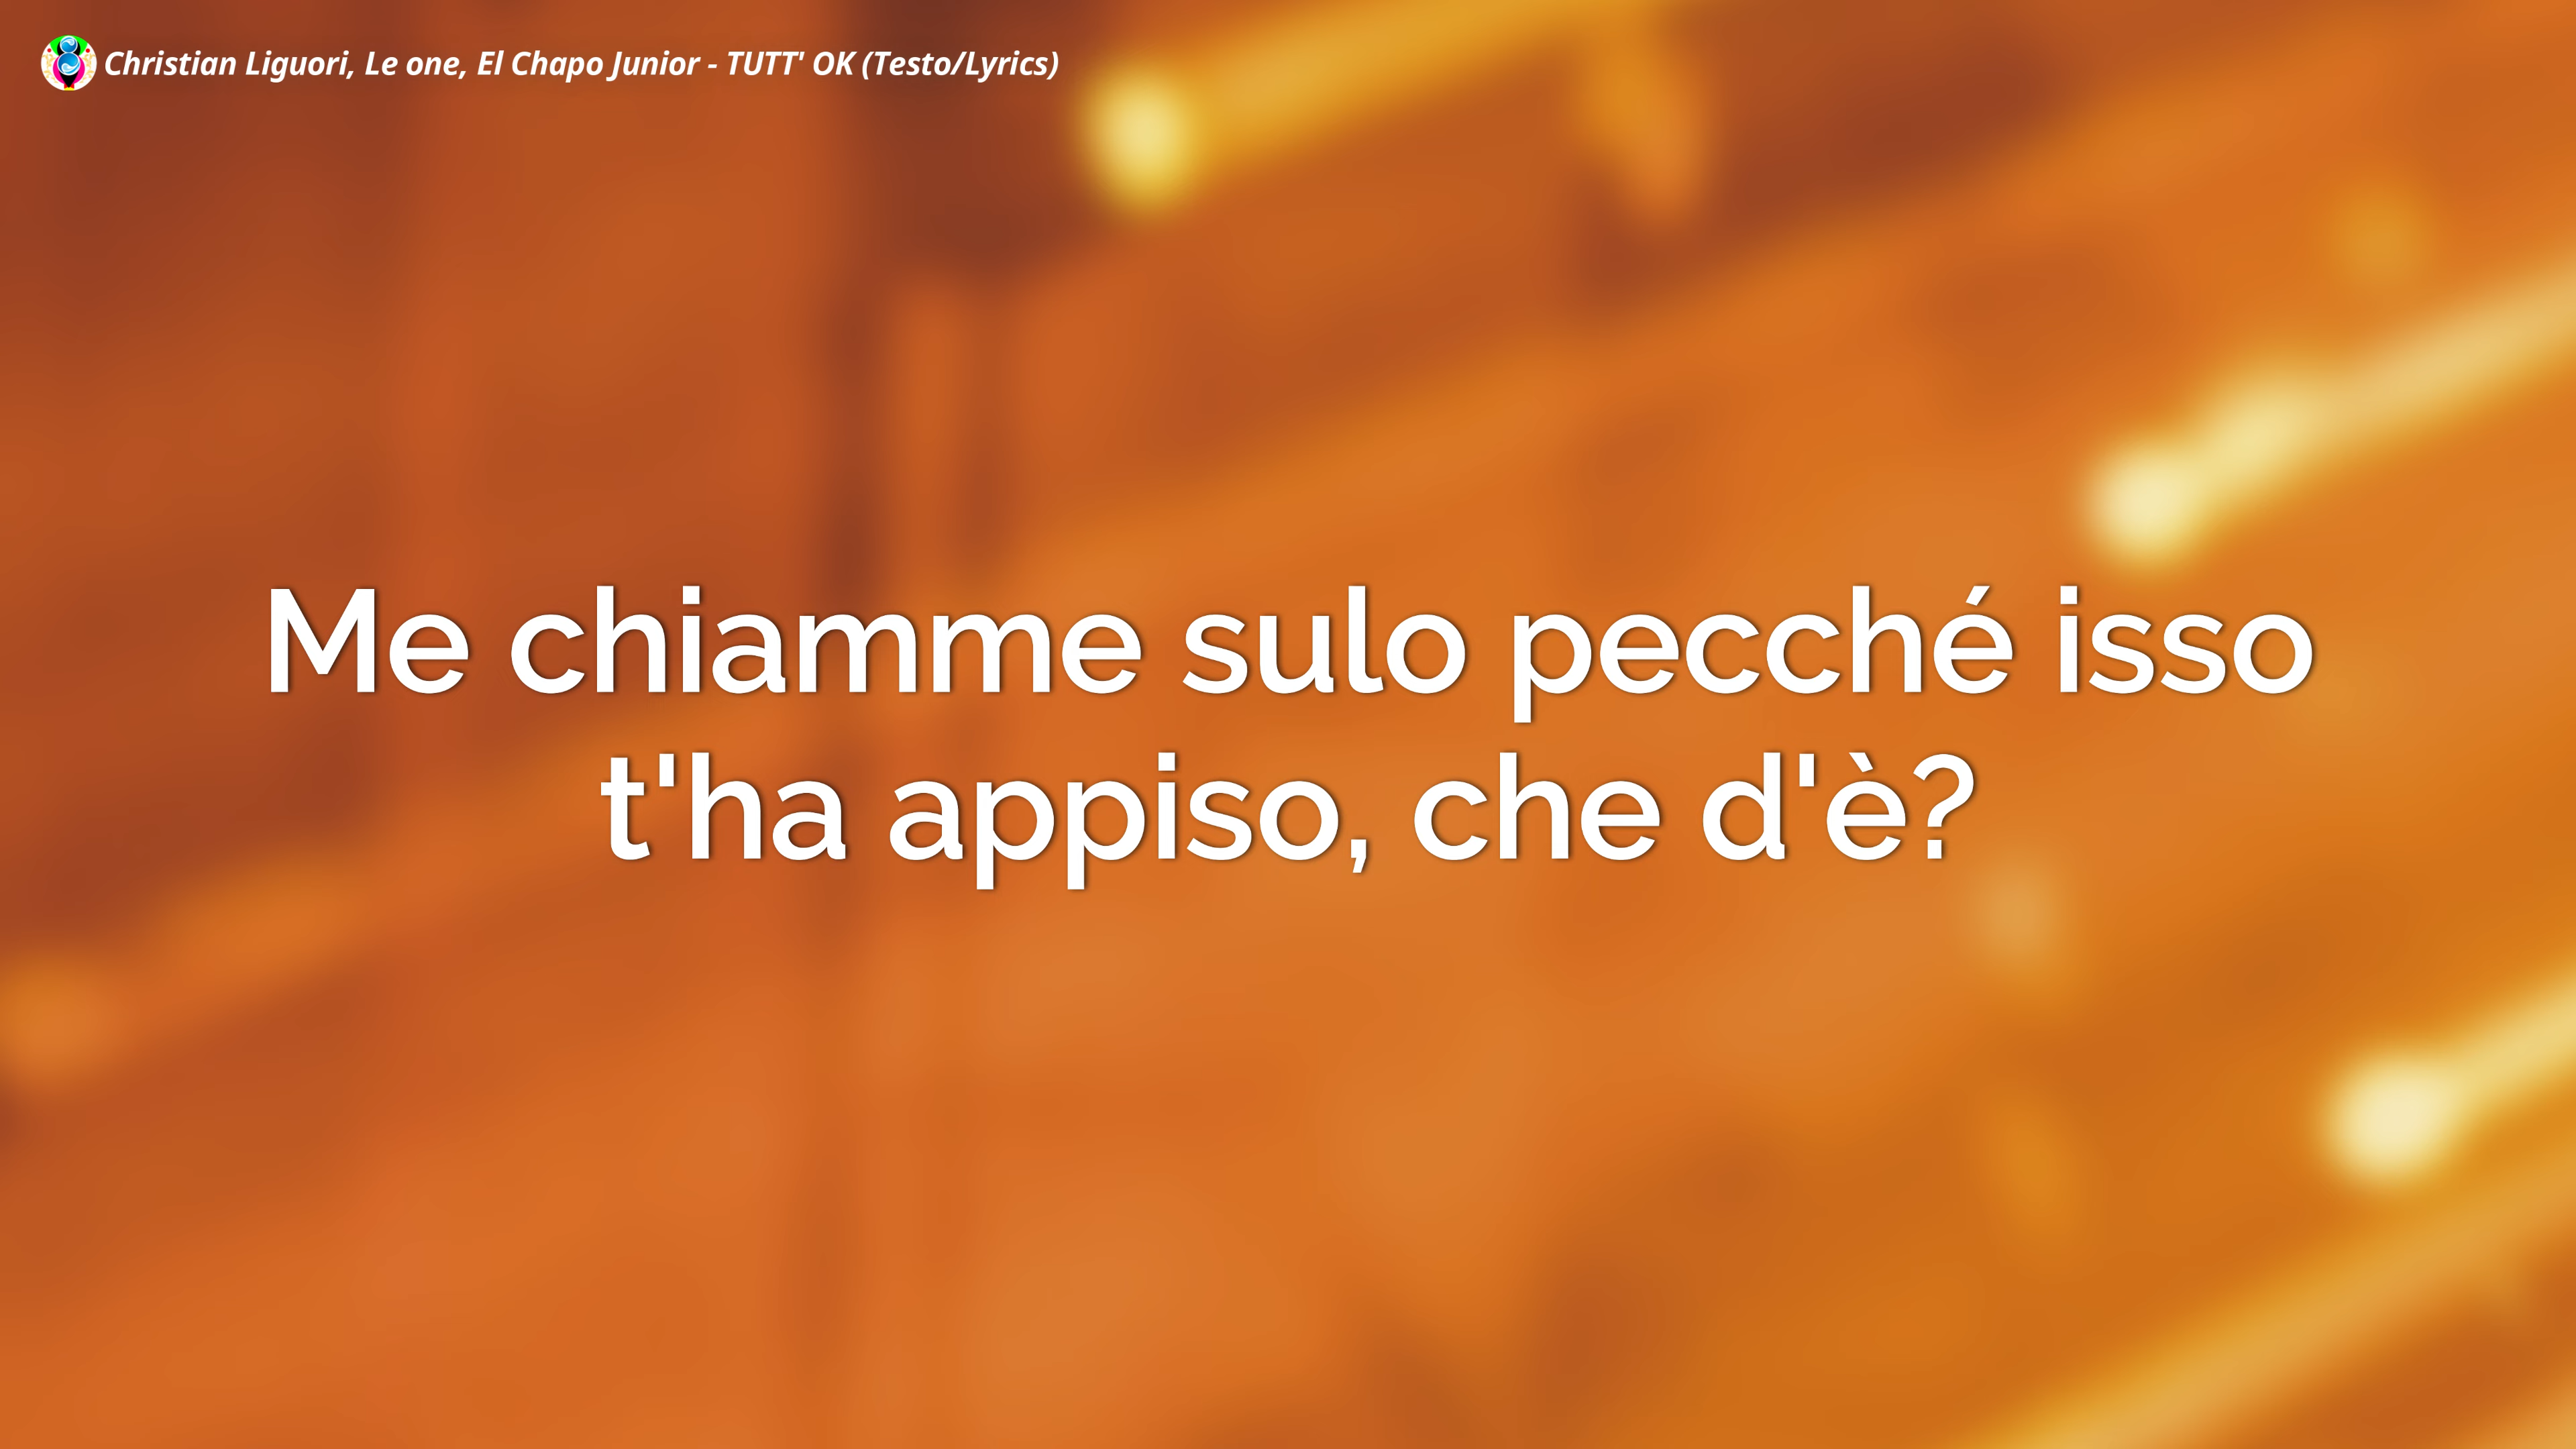 Christian Liguori, Le one, El Chapo Junior - TUTT' OK (Testo/Lyrics)
Me chiamme sulo pecché isso
t'ha appiso, che d'è?